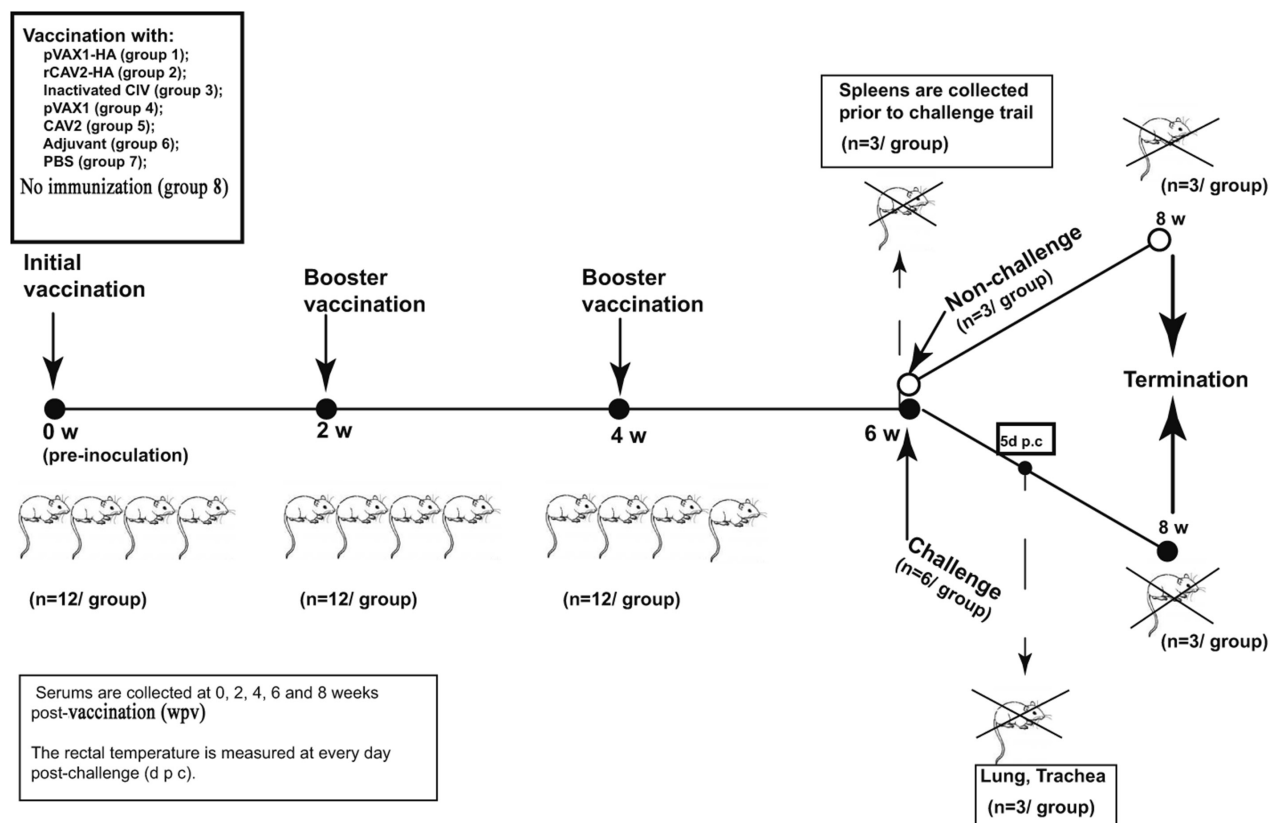 Vaccination with:
pVAX1-HA (group 1);
rCAV2-HA (group 2);
Inactivated CIV (group 3);
pVAX1 (group 4);
CAV2 (group 5);
Adjuvant (group 6);
PBS (group 7);
No immunization (group 8)
Initial
vaccination
Booster
vaccination
Booster
vaccination
Spleens are collected
prior to challenge trail
(n=3/ group)
Non-challenge
(n=3/ group)
(n=3/ group)
8 w
Termination
0 w
(pre-inoculation)
2 w
4 w
6 w
5d p.c
8 w
Challenge
(n=6/ group)
(n=3/ group)
(n=12/ group)
(n=12/ group)
(n=12/ group)
Lung, Trachea
(n=3/ group)
Serums are collected at 0, 2, 4, 6 and 8 weeks
post-vaccination (wpv)
The rectal temperature is measured at every day
post-challenge (d p c).